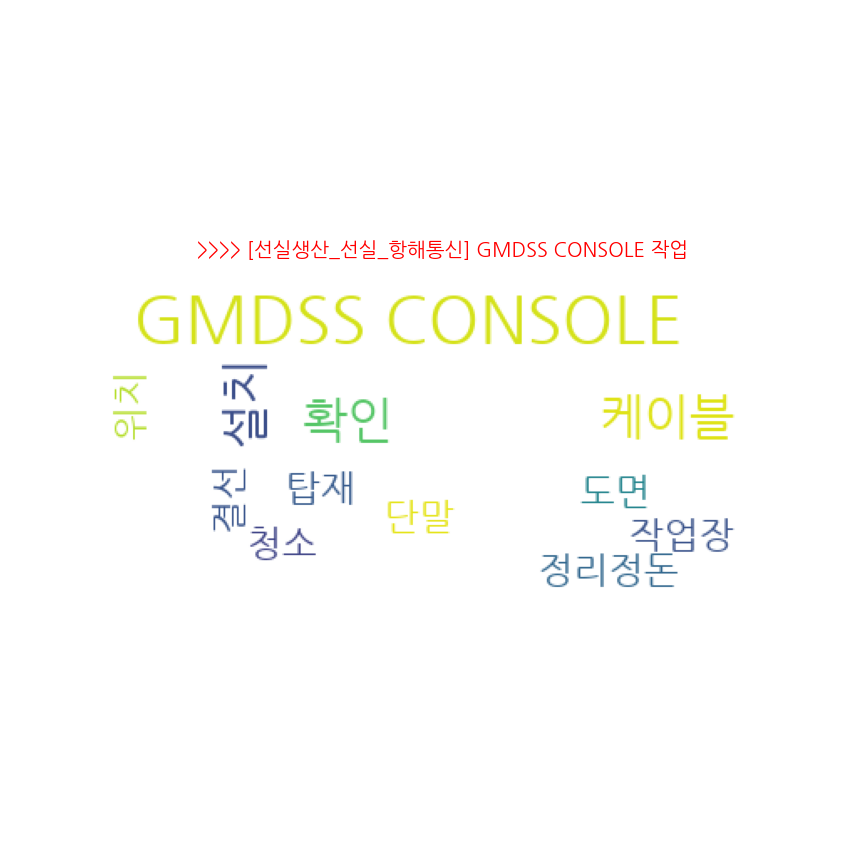 >>>> [선실생산_선실_항해통신] GMDSS CONSOLE 작업
GMDSS CONSOLE
위치
설치
확인
케이블
결선
탑재
단말
도면
청소
작업장
정리정돈